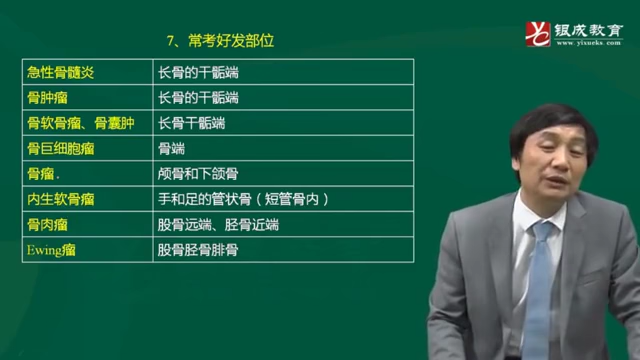 7、常考好发部位
银成教育
www.yixueks.com
急性骨髓炎 长骨的干骺端
骨肿瘤 长骨的干骺端
骨软骨瘤、骨囊肿 长骨干骺端
骨巨细胞瘤 骨端
骨瘤. 颅骨和下颌骨
内生软骨瘤 手和足的管状骨（短管骨内）
骨肉瘤 股骨远端、胫骨近端
Ewing瘤 股骨胫骨腓骨